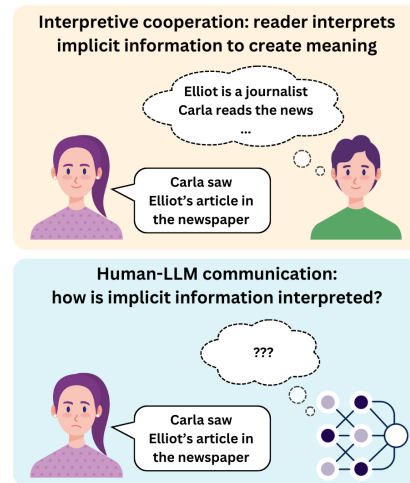 Interpretive cooperation: reader interprets
implicit information to create meaning
Elliot is a journalist
Carla reads the news
...
Carla saw
Elliot's article in
the newspaper
Human-LLM communication:
how is implicit information interpreted?
???
Carla saw
Elliot's article in
the newspaper